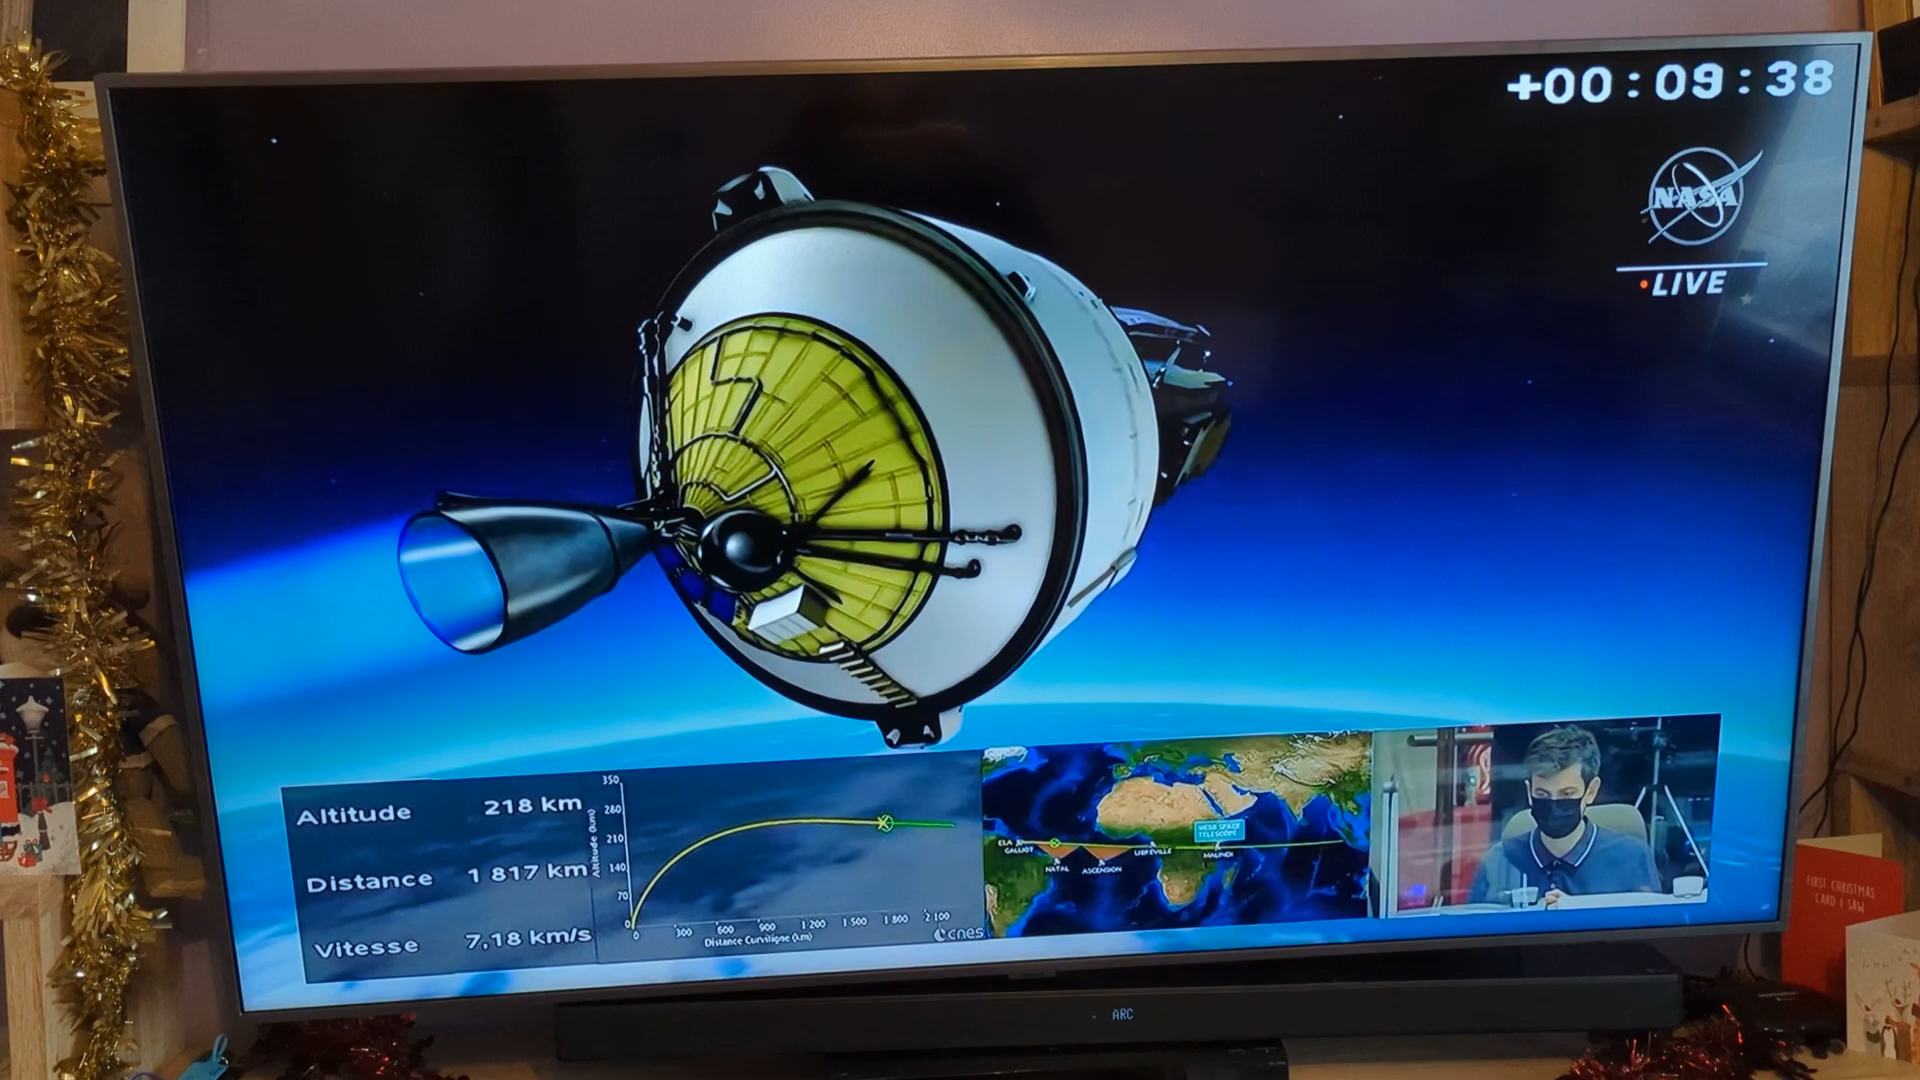 +00:09:38
NASA
LIVE
Altitude 218 km
Distance 1 817 km
Vitesse 7,18 km/s
Altitude (km)
350
280
210
140
70
0
0 300 600 900 1 200 1 500 1 800 2 100
Distance Curviligne (km)
cnes
WEBB SPACE
TELESCOPE
GALLIOT
NATAL
ASCENSION
LIBREVILLE
MALINDI
ARC
FIRST CHRISTMAS
CARD I SAW